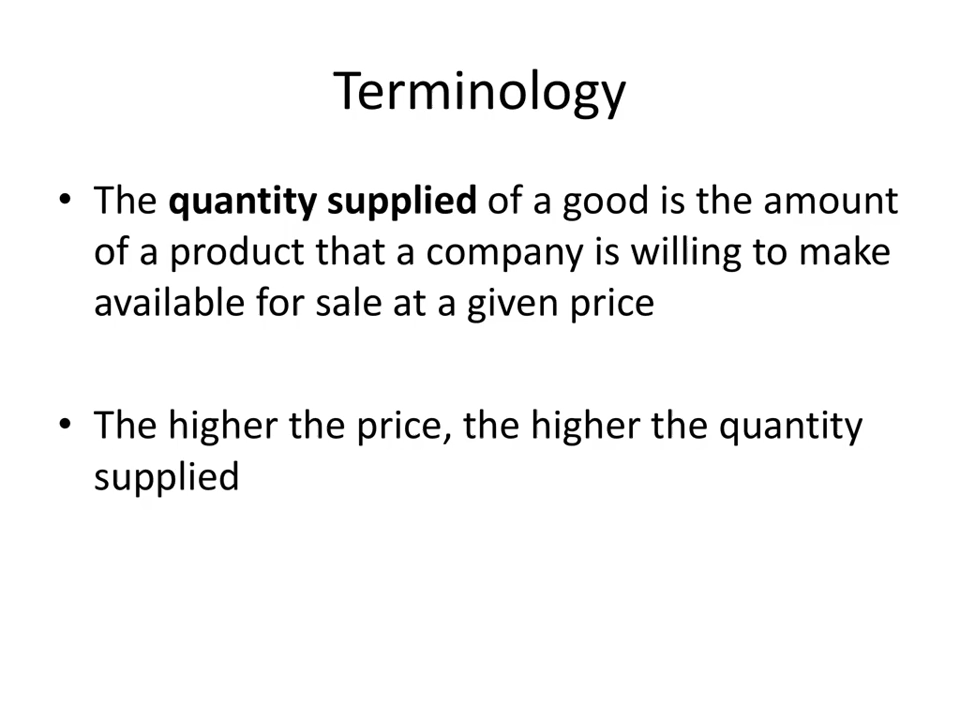 Terminology
• The quantity supplied of a good is the amount
of a product that a company is willing to make
available for sale at a given price
• The higher the price, the higher the quantity
supplied